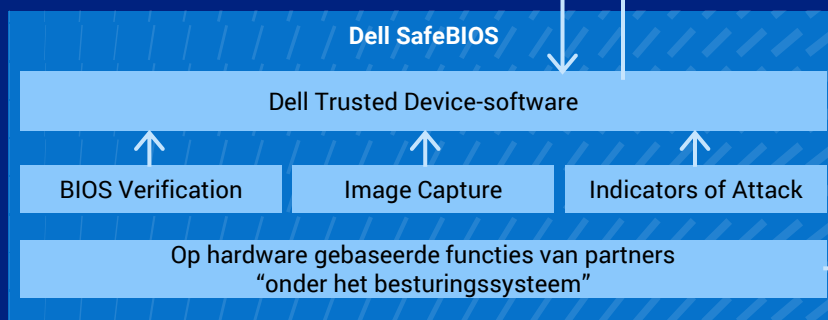 Dell SafeBIOS
Dell Trusted Device-software
BIOS Verification
Image Capture
Indicators of Attack
Op hardware gebaseerde functies van partners
“onder het besturingssysteem”